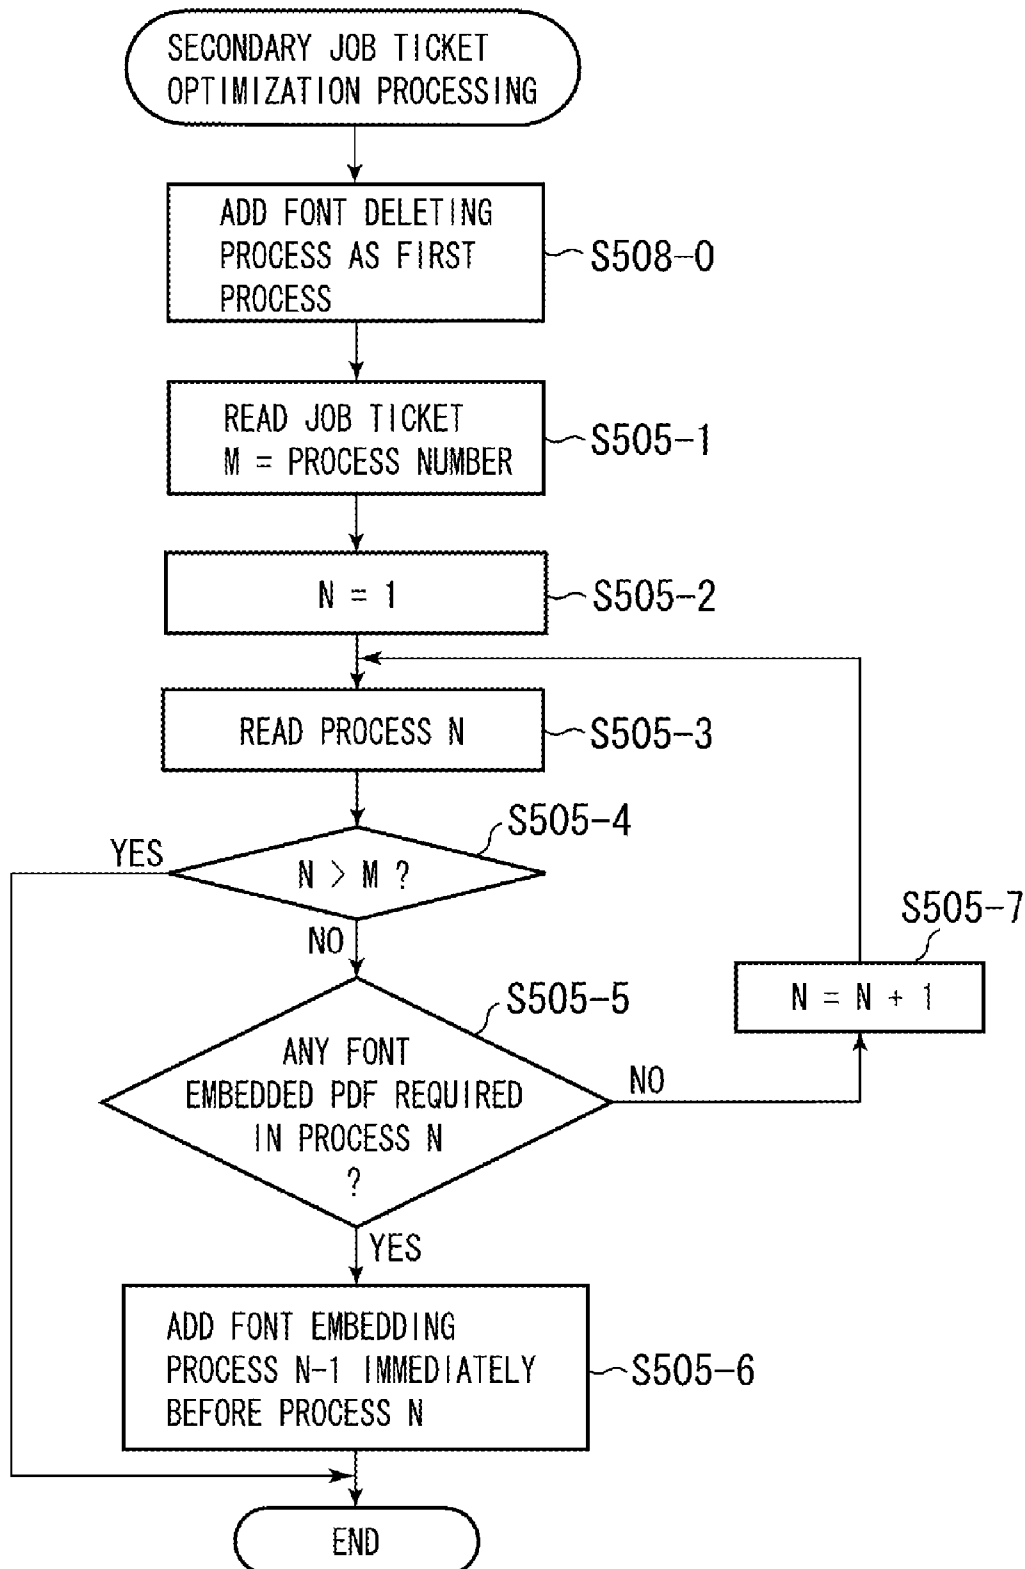 SECONDARY JOB TICKET
OPTIMIZATION PROCESSING
ADD FONT DELETING
PROCESS AS FIRST
PROCESS
S508-0
READ JOB TICKET
M = PROCESS NUMBER
S505-1
N = 1
S505-2
READ PROCESS N
S505-3
S505-4
YES
N > M ?
NO
S505-7
N = N + 1
S505-5
ANY FONT
EMBEDDED PDF REQUIRED
IN PROCESS N
?
NO
YES
ADD FONT EMBEDDING
PROCESS N-1 IMMEDIATELY
BEFORE PROCESS N
S505-6
END